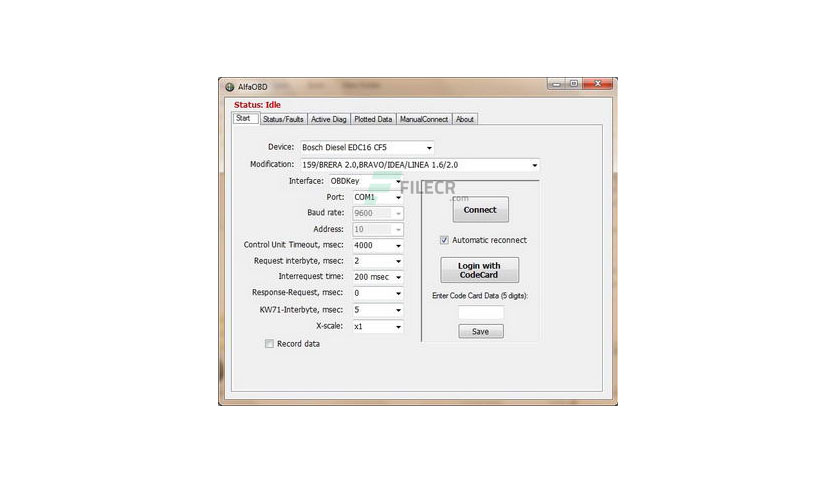 AlfaOBD
Status: Idle
Start Status/Faults Active Diag Plotted Data ManualConnect About
Device: Bosch Diesel EDC16 CF5
Modification: 159/BRERA 2.0,BRAVO/IDEA/LINEA 1.6/2.0
Interface: OBDKey
FILECR
.com
Port: COM1
Baud rate: 9600
Address: 10
Control Unit Timeout, msec: 4000
Request interbyte, msec: 2
Interrequest time: 200 msec
Response-Request, msec: 0
KW71-Interbyte, msec: 5
X-scale: x1
Record data
Connect
Automatic reconnect
Login with
CodeCard
Enter Code Card Data (5 digits):
Save